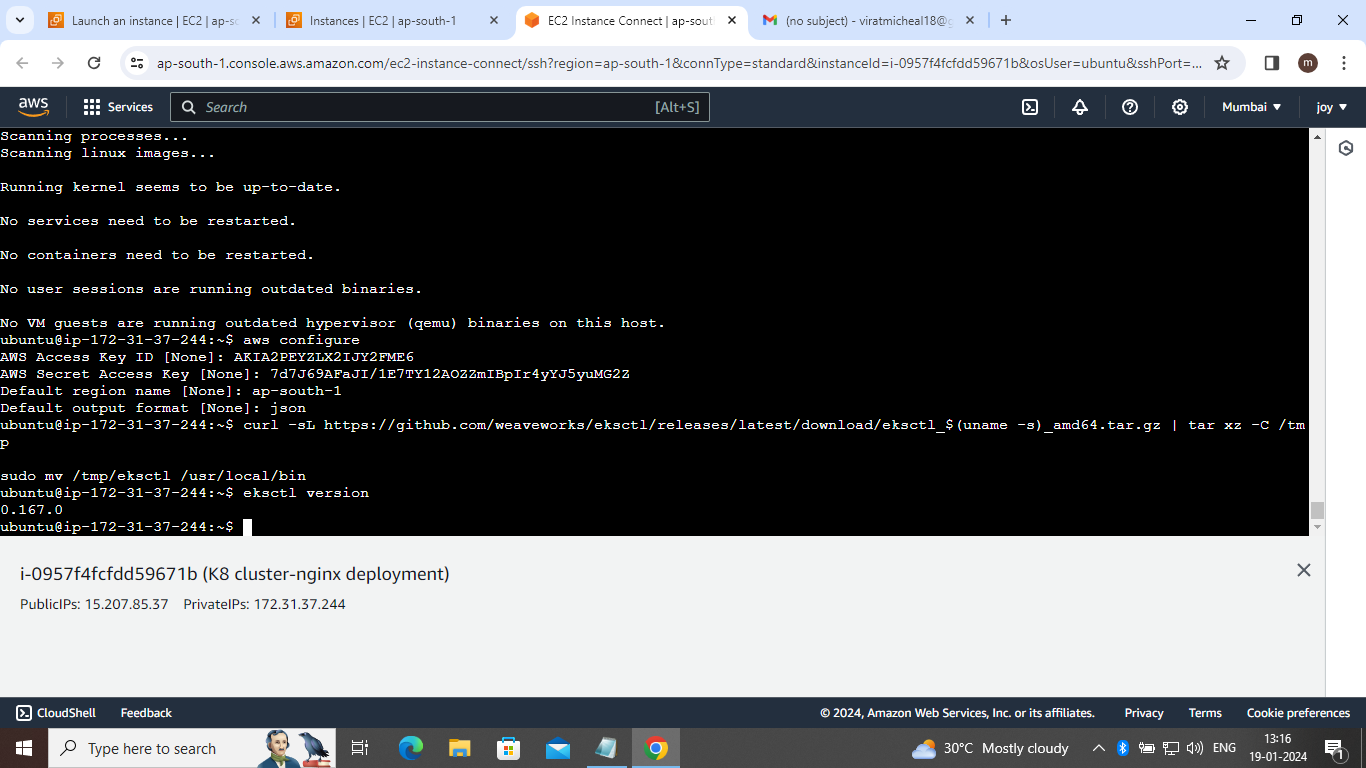 Launch an instance | EC2 | ap-so
Instances | EC2 | ap-south-1
EC2 Instance Connect | ap-sout
(no subject) - viratmicheal18@g
ap-south-1.console.aws.amazon.com/ec2-instance-connect/ssh?region=ap-south-1&connType=standard&instanceId=i-0957f4fcfdd59671b&osUser=ubuntu&sshPort=...
m
aws
Services
Search
[Alt+S]
Mumbai
joy
Scanning processes...
Scanning linux images...
Running kernel seems to be up-to-date.
No services need to be restarted.
No containers need to be restarted.
No user sessions are running outdated binaries.
No VM guests are running outdated hypervisor (qemu) binaries on this host.
ubuntu@ip-172-31-37-244:~$ aws configure
AWS Access Key ID [None]:
AWS Secret Access Key [None]:
Default region name [None]: ap-south-1
Default output format [None]: json
ubuntu@ip-172-31-37-244:~$ curl -sL https://github.com/weaveworks/eksctl/releases/latest/download/eksctl_$(uname -s)_amd64.tar.gz | tar xz -C /tm
p
sudo mv /tmp/eksctl /usr/local/bin
ubuntu@ip-172-31-37-244:~$ eksctl version
0.167.0
ubuntu@ip-172-31-37-244:~$
i-0957f4fcfdd59671b (K8 cluster-nginx deployment)
PublicIPs: 15.207.85.37 PrivateIPs: 172.31.37.244
CloudShell
Feedback
© 2024, Amazon Web Services, Inc. or its affiliates.
Privacy
Terms
Cookie preferences
Type here to search
30°C Mostly cloudy
ENG
13:16
19-01-2024
1